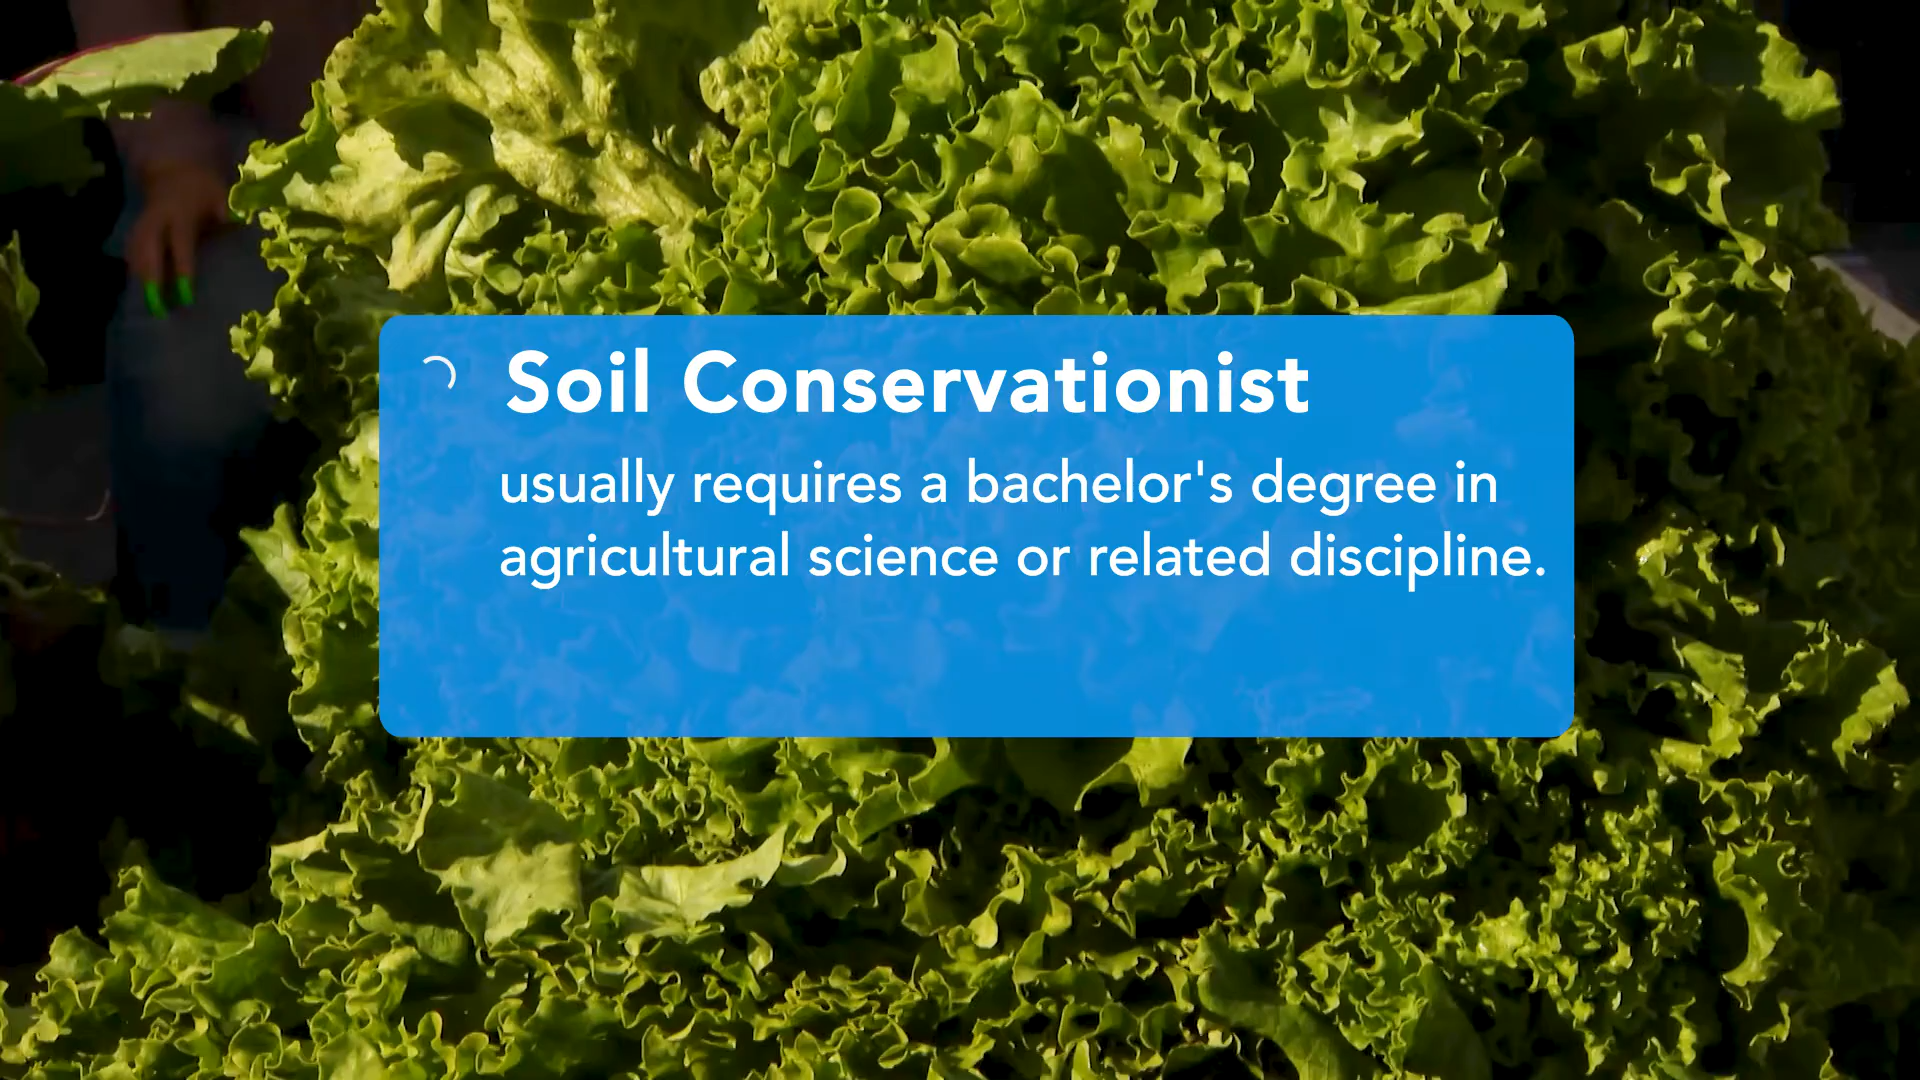 Soil Conservationist
usually requires a bachelor's degree in
agricultural science or related discipline.